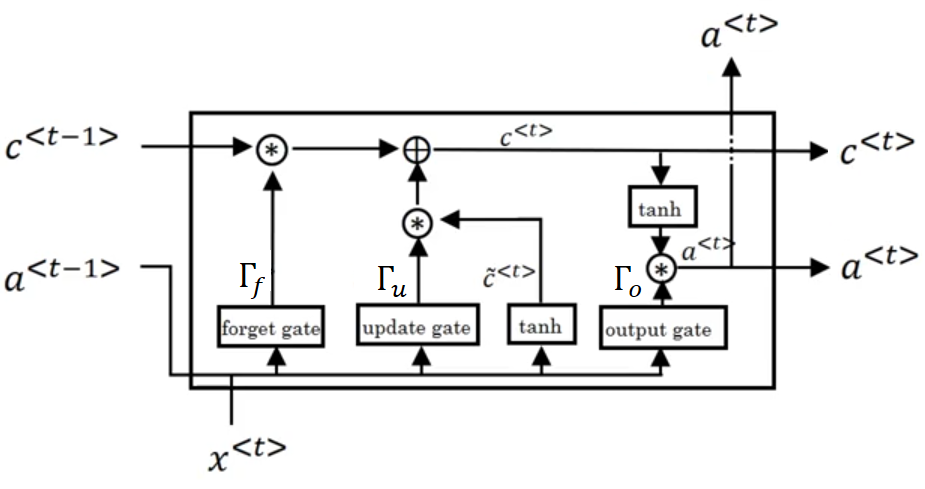 a<t>
c<t-1>
*
⊕
c<t>
c<t>
tanh
*
a<t>
a<t-1>
Γf
Γu
c̃<t>
Γo
*
a<t>
forget gate
update gate
tanh
output gate
x<t>